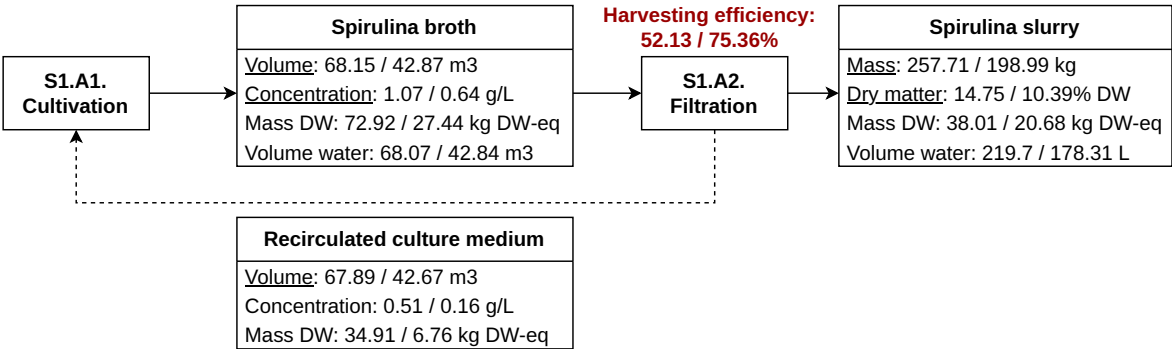 S1.A1.
Cultivation
Spirulina broth
Volume: 68.15 / 42.87 m3
Concentration: 1.07 / 0.64 g/L
Mass DW: 72.92 / 27.44 kg DW-eq
Volume water: 68.07 / 42.84 m3
Harvesting efficiency:
52.13 / 75.36%
S1.A2.
Filtration
Spirulina slurry
Mass: 257.71 / 198.99 kg
Dry matter: 14.75 / 10.39% DW
Mass DW: 38.01 / 20.68 kg DW-eq
Volume water: 219.7 / 178.31 L
Recirculated culture medium
Volume: 67.89 / 42.67 m3
Concentration: 0.51 / 0.16 g/L
Mass DW: 34.91 / 6.76 kg DW-eq